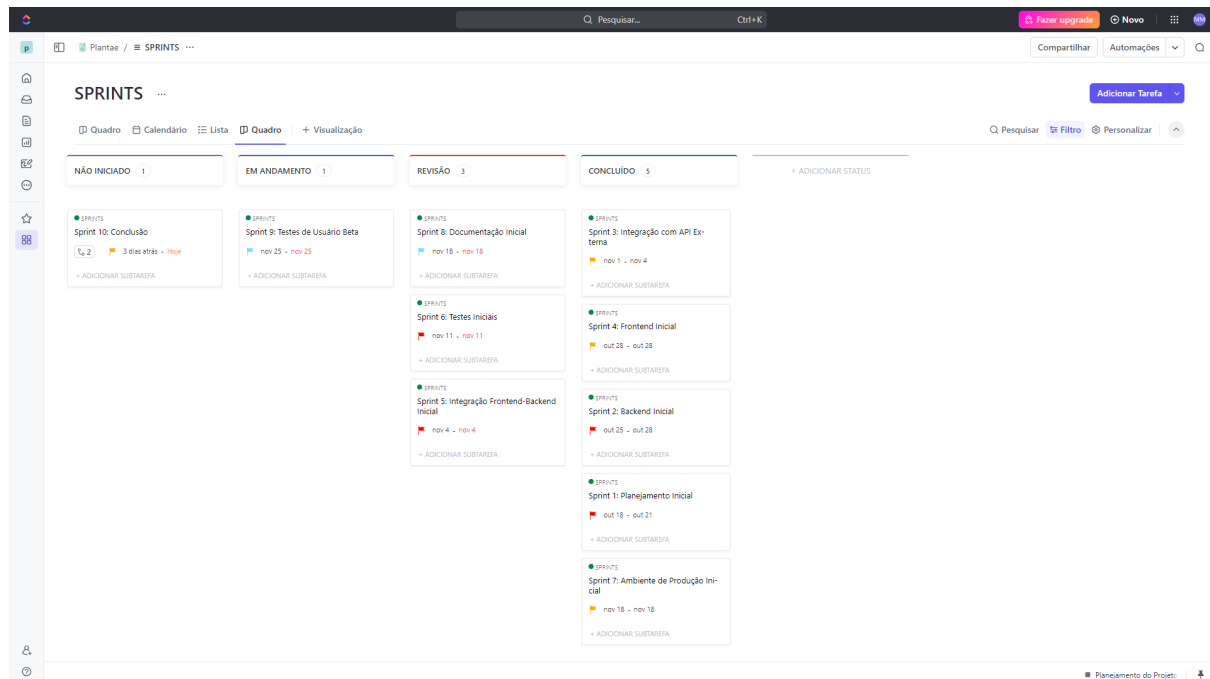 Pesquisar... Ctrl+K
Fazer upgrade
Novo
MM
p
Plantae / SPRINTS ...
Compartilhar
Automações
SPRINTS ...
Adicionar Tarefa
Quadro
Calendário
Lista
Quadro
+ Visualização
Pesquisar
Filtro
Personalizar
NÃO INICIADO 1
SPRINTS
Sprint 10: Conclusão
2 3 dias atrás - Hoje
+ ADICIONAR SUBTAREFA
EM ANDAMENTO 1
SPRINTS
Sprint 9: Testes de Usuário Beta
nov 25 - nov 25
+ ADICIONAR SUBTAREFA
REVISÃO 3
SPRINTS
Sprint 8: Documentação Inicial
nov 18 - nov 18
+ ADICIONAR SUBTAREFA
SPRINTS
Sprint 6: Testes Iniciais
nov 11 - nov 11
+ ADICIONAR SUBTAREFA
SPRINTS
Sprint 5: Integração Frontend-Backend
Inicial
nov 4 - nov 4
+ ADICIONAR SUBTAREFA
CONCLUÍDO 5
SPRINTS
Sprint 3: Integração com API Ex-
terna
nov 1 - nov 4
+ ADICIONAR SUBTAREFA
SPRINTS
Sprint 4: Frontend Inicial
out 28 - out 28
+ ADICIONAR SUBTAREFA
SPRINTS
Sprint 2: Backend Inicial
out 25 - out 28
+ ADICIONAR SUBTAREFA
SPRINTS
Sprint 1: Planejamento Inicial
out 18 - out 21
+ ADICIONAR SUBTAREFA
SPRINTS
Sprint 7: Ambiente de Produção Ini-
cial
nov 18 - nov 18
+ ADICIONAR SUBTAREFA
+ ADICIONAR STATUS
Planejamento do Projeto